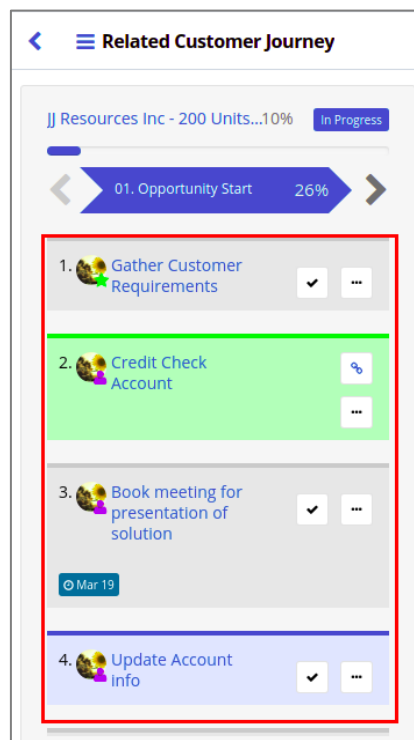 Related Customer Journey
JJ Resources Inc - 200 Units...10% In Progress
01. Opportunity Start 26%
1. Gather Customer
Requirements
2. Credit Check
Account
3. Book meeting for
presentation of
solution
Mar 19
4. Update Account
info